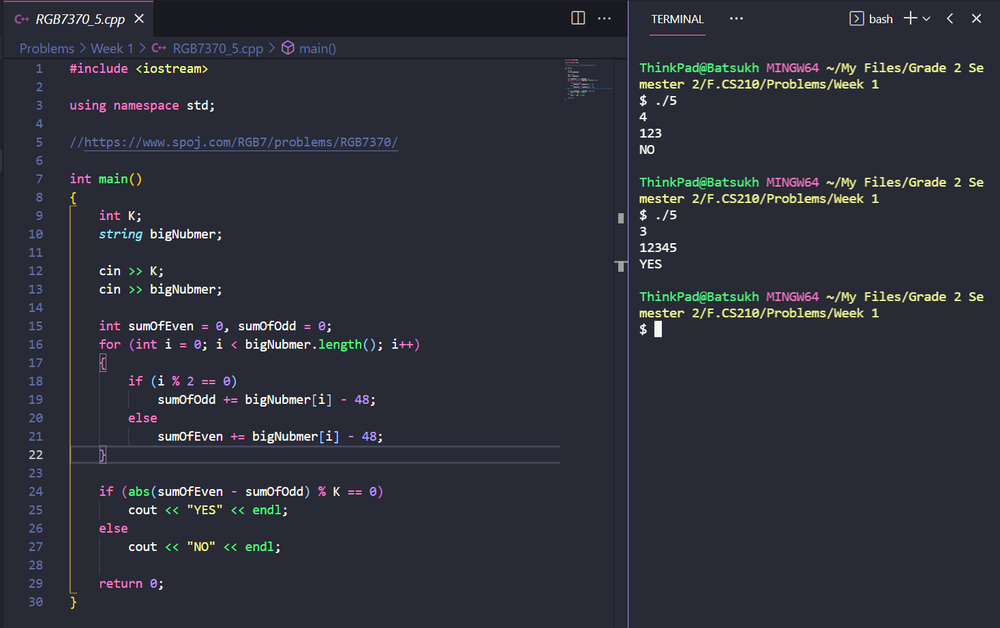 C++ RGB7370_5.cpp
Problems > Week 1 > C++ RGB7370_5.cpp > main()
1 #include <iostream>
2
3 using namespace std;
4
5 //https://www.spoj.com/RGB7/problems/RGB7370/
6
7 int main()
8 {
9 int K;
10 string bigNubmer;
11
12 cin >> K;
13 cin >> bigNubmer;
14
15 int sumOfEven = 0, sumOfOdd = 0;
16 for (int i = 0; i < bigNubmer.length(); i++)
17 {
18 if (i % 2 == 0)
19 sumOfOdd += bigNubmer[i] - 48;
20 else
21 sumOfEven += bigNubmer[i] - 48;
22 }
23
24 if (abs(sumOfEven - sumOfOdd) % K == 0)
25 cout << "YES" << endl;
26 else
27 cout << "NO" << endl;
28
29 return 0;
30 }
TERMINAL ··· bash
ThinkPad@Batsukh MINGW64 ~/My Files/Grade 2 Se
mester 2/F.CS210/Problems/Week 1
$ ./5
4
123
NO
ThinkPad@Batsukh MINGW64 ~/My Files/Grade 2 Se
mester 2/F.CS210/Problems/Week 1
$ ./5
3
12345
YES
ThinkPad@Batsukh MINGW64 ~/My Files/Grade 2 Se
mester 2/F.CS210/Problems/Week 1
$